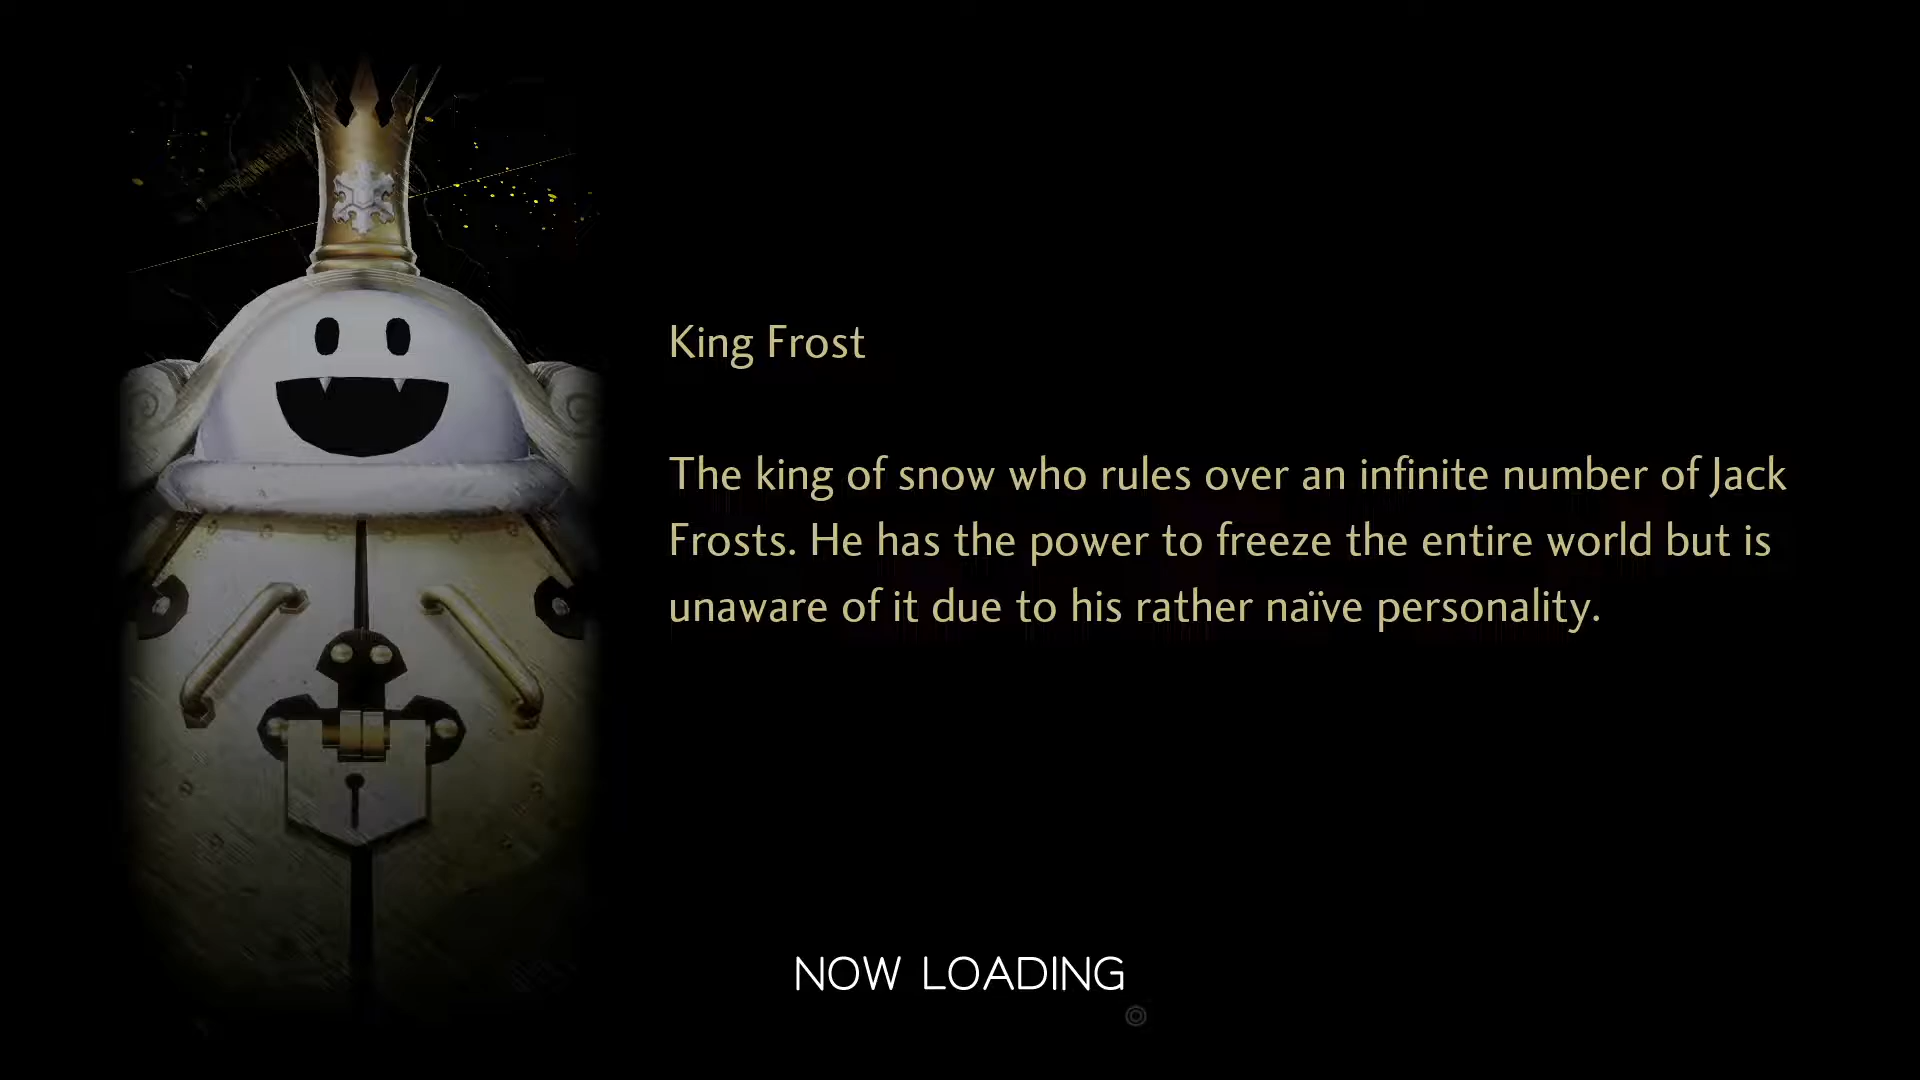 King Frost
The king of snow who rules over an infinite number of Jack
Frosts. He has the power to freeze the entire world but is
unaware of it due to his rather naïve personality.
NOW LOADING